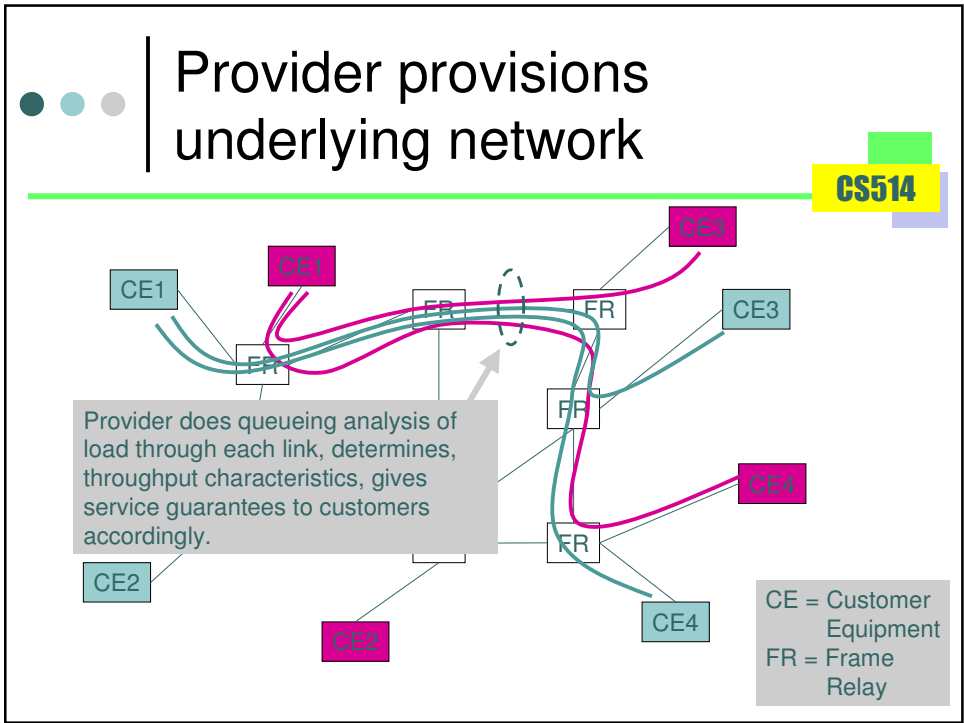 Provider provisions
underlying network
CS514
CE3
CE1
CE1
FR
FR
CE3
FR
FR
Provider does queueing analysis of
load through each link, determines,
throughput characteristics, gives
service guarantees to customers
accordingly.
CE4
FR
CE2
CE2
CE4
CE = Customer
Equipment
FR = Frame
Relay